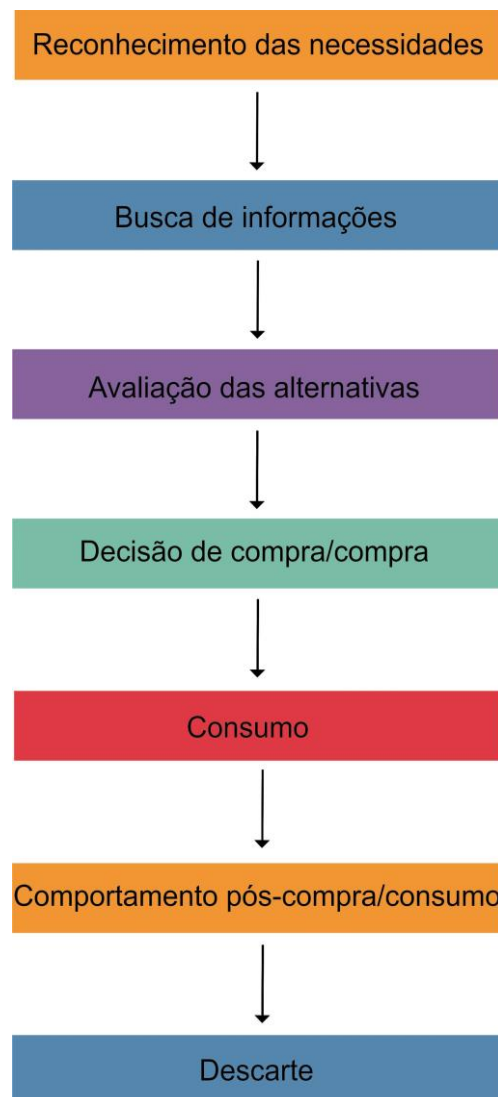 Reconhecimento das necessidades
Busca de informações
Avaliação das alternativas
Decisão de compra/compra
Consumo
Comportamento pós-compra/consumo
Descarte